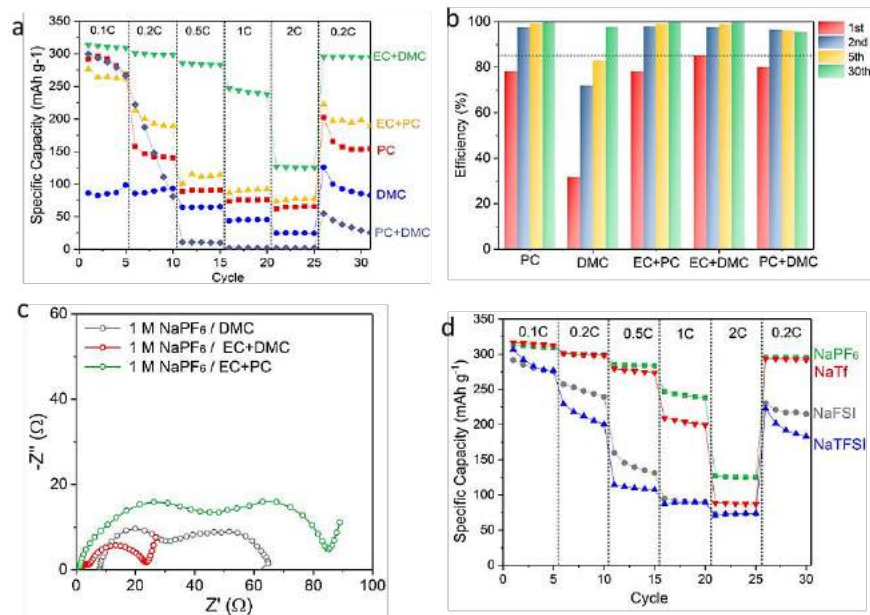 a
0.1C 0.2C 0.5C 1C 2C 0.2C
350
300
250
200
150
100
50
0
Specific Capacity (mAh g-1)
EC+DMC
EC+PC
PC
DMC
PC+DMC
0 5 10 15 20 25 30
Cycle
b
100
80
60
40
20
0
Efficiency (%)
1st
2nd
5th
30th
PC DMC EC+PC EC+DMC PC+DMC
c
60
40
20
0
-Z'' (Ω)
1 M NaPF₆ / DMC
1 M NaPF₆ / EC+DMC
1 M NaPF₆ / EC+PC
0 20 40 60 80 100
Z' (Ω)
d
0.1C 0.2C 0.5C 1C 2C 0.2C
350
300
250
200
150
100
50
0
Specific Capacity (mAh g⁻¹)
NaPF₆
NaTf
NaFSI
NaTFSI
0 5 10 15 20 25 30
Cycle